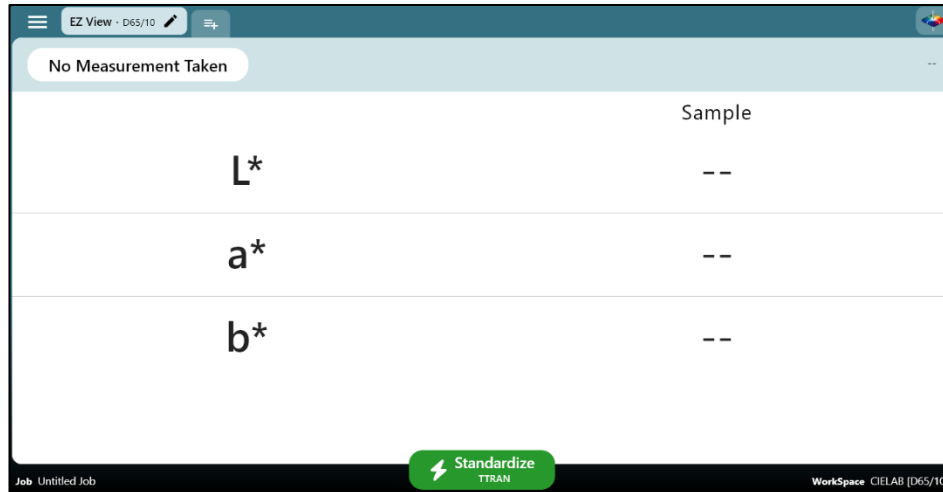 EZ View · D65/10
No Measurement Taken --
Sample
L* --
a* --
b* --
Standardize
TTRAN
Job Untitled Job
WorkSpace CIELAB [D65/10